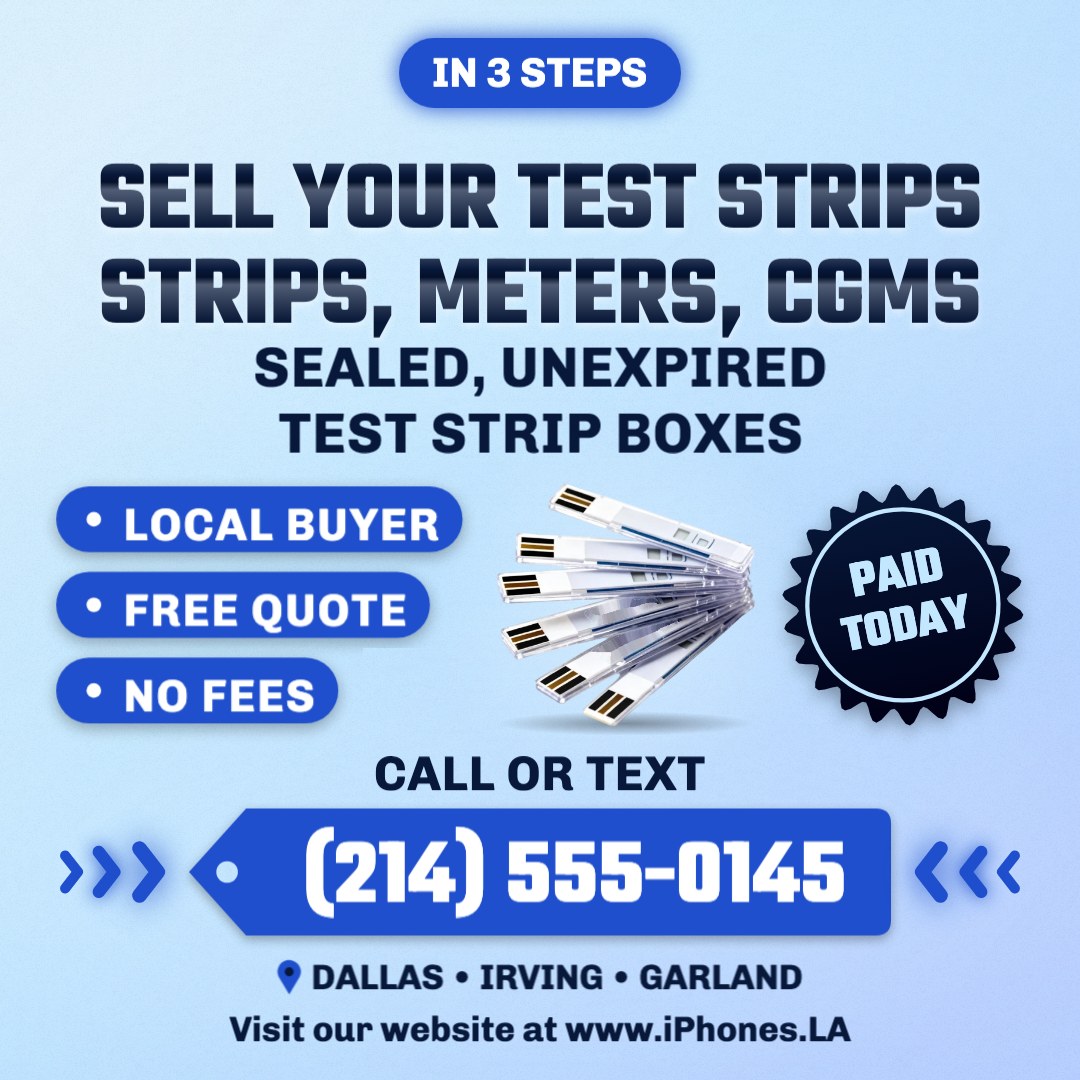 IN 3 STEPS
SELL YOUR TEST STRIPS
STRIPS, METERS, CGMS
SEALED, UNEXPIRED
TEST STRIP BOXES
• LOCAL BUYER
• FREE QUOTE
• NO FEES
PAID
TODAY
CALL OR TEXT
(214) 555-0145
DALLAS • IRVING • GARLAND
Visit our website at www.iPhones.LA